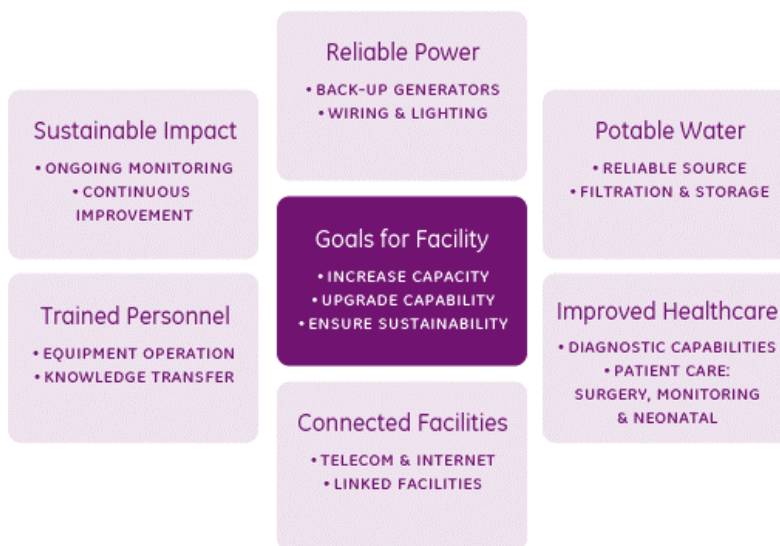 Reliable Power
• BACK-UP GENERATORS
• WIRING & LIGHTING
Sustainable Impact
• ONGOING MONITORING
• CONTINUOUS
IMPROVEMENT
Potable Water
• RELIABLE SOURCE
• FILTRATION & STORAGE
Goals for Facility
• INCREASE CAPACITY
• UPGRADE CAPABILITY
• ENSURE SUSTAINABILITY
Trained Personnel
• EQUIPMENT OPERATION
• KNOWLEDGE TRANSFER
Improved Healthcare
• DIAGNOSTIC CAPABILITIES
• PATIENT CARE:
SURGERY, MONITORING
& NEONATAL
Connected Facilities
• TELECOM & INTERNET
• LINKED FACILITIES